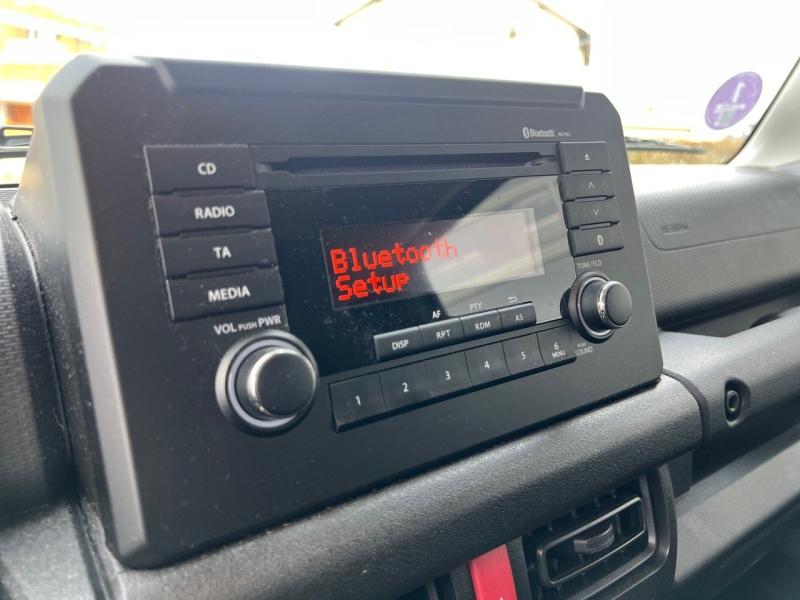 Bluetooth
CD
RADIO
TA
MEDIA
VOL PUSH PWR
Bluetooth
Setup
TUNE/FLD
AF
PTY
DISP
RPT
RDM
AS
1
2
3
4
5
6
MENU
PUSH
SOUND